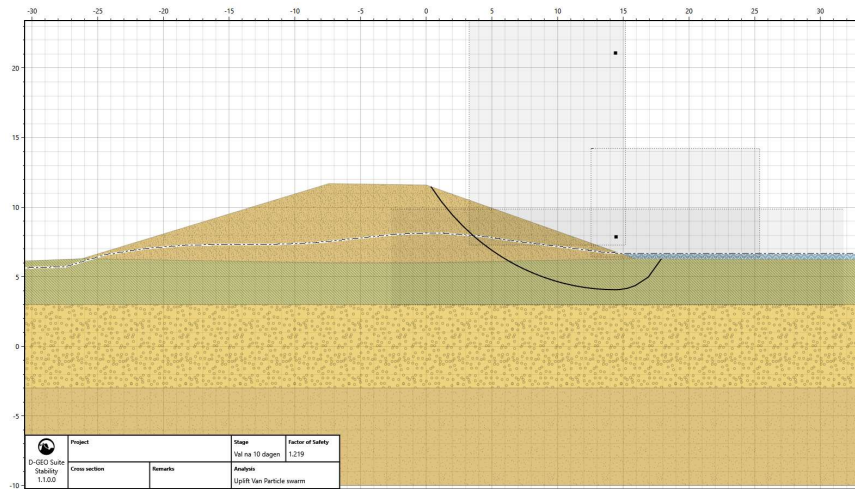 -30 -25 -20 -15 -10 -5 0 5 10 15 20 25 30
20
15
10
5
0
-5
-10
D-GEO Suite
Stability
1.1.0.0
Project
Stage
Val na 10 dagen
Factor of Safety
1.219
Cross section
Remarks
Analysis
Uplift Van Particle swarm